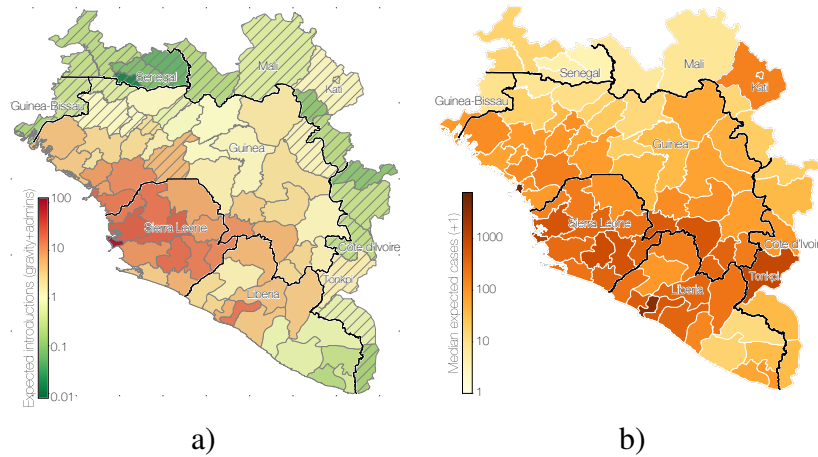 Senegal
Mali
Kati
Guinea-Bissau
Guinea
Sierra Leone
Côte d'Ivoire
Tonkpi
Liberia
Expected introductions (gravity+admins)
100
10
1
0.1
0.01
a)
Senegal
Mali
Kati
Guinea-Bissau
Guinea
Sierra Leone
Côte d'Ivoire
Tonkpi
Liberia
Median expected cases (+1)
1000
100
10
1
b)